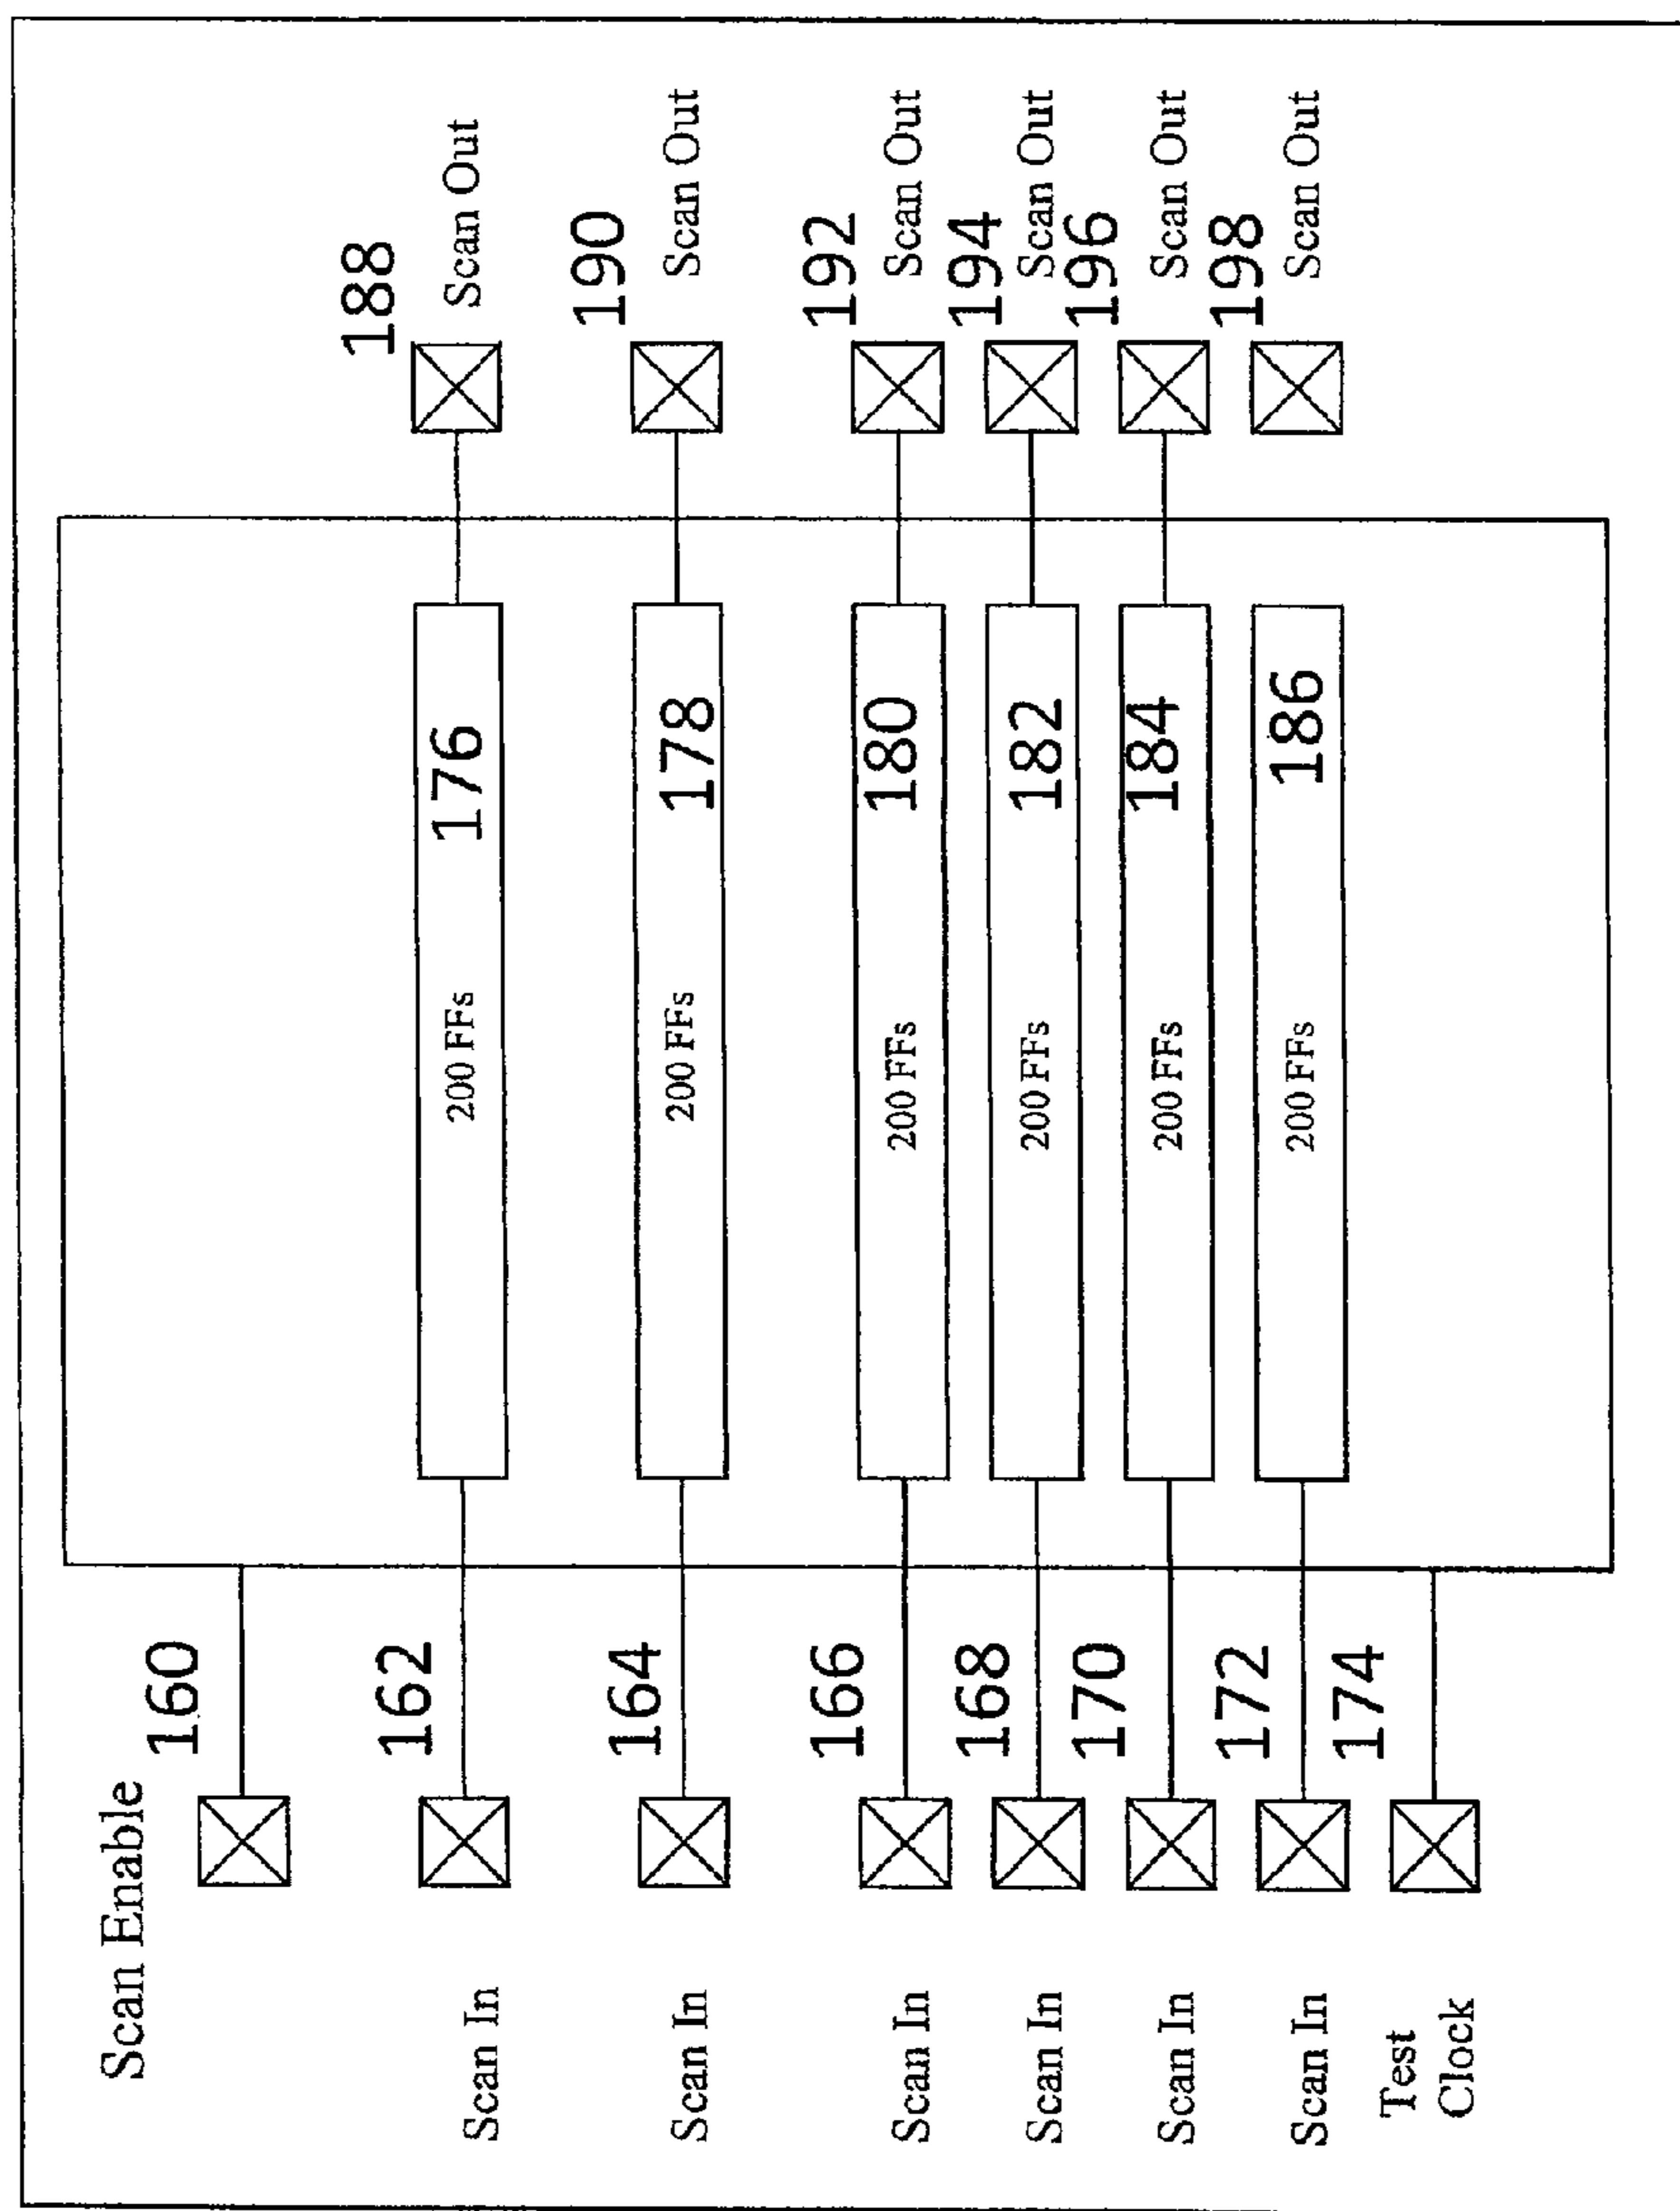 Scan Enable
160
Scan In
162
176
200 FFs
188
Scan Out
Scan In
164
178
200 FFs
190
Scan Out
Scan In
166
180
200 FFs
192
Scan Out
Scan In
168
182
200 FFs
194
Scan Out
Scan In
170
184
200 FFs
196
Scan Out
Scan In
172
186
200 FFs
198
Scan Out
Test
Clock
174